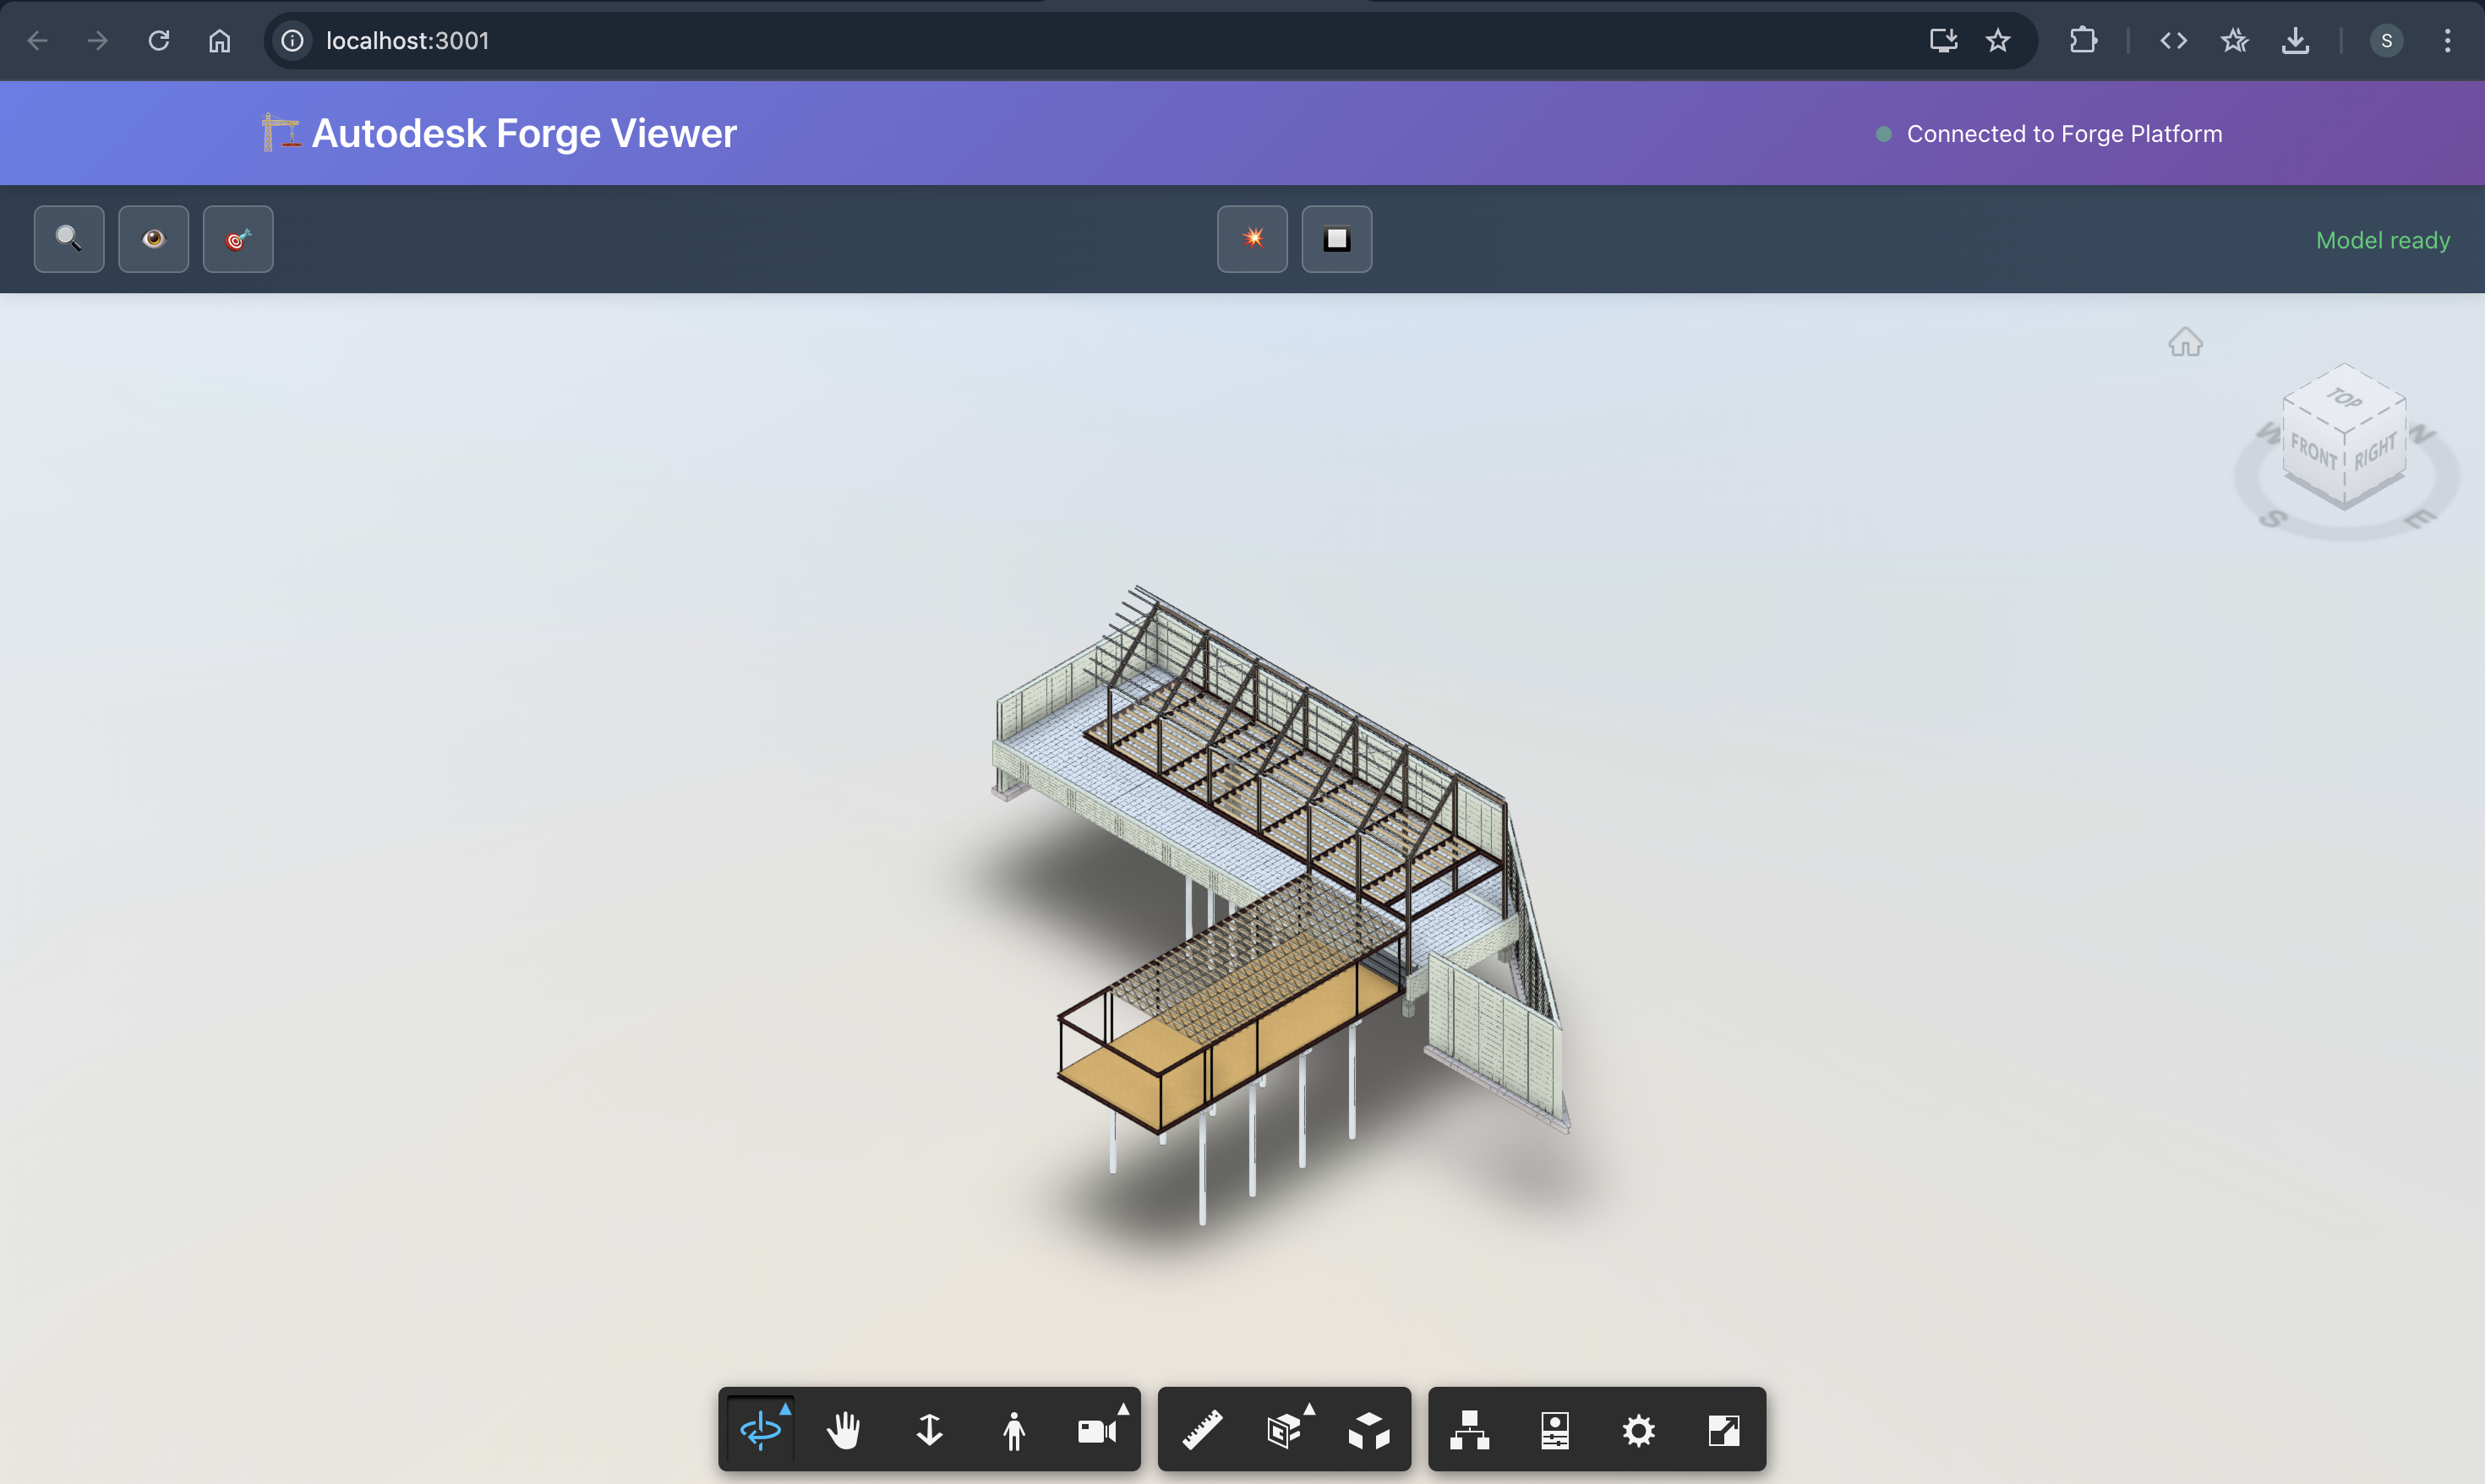 localhost:3001
S
Autodesk Forge Viewer
Connected to Forge Platform
Model ready
TOP
W
N
FRONT
RIGHT
S
E